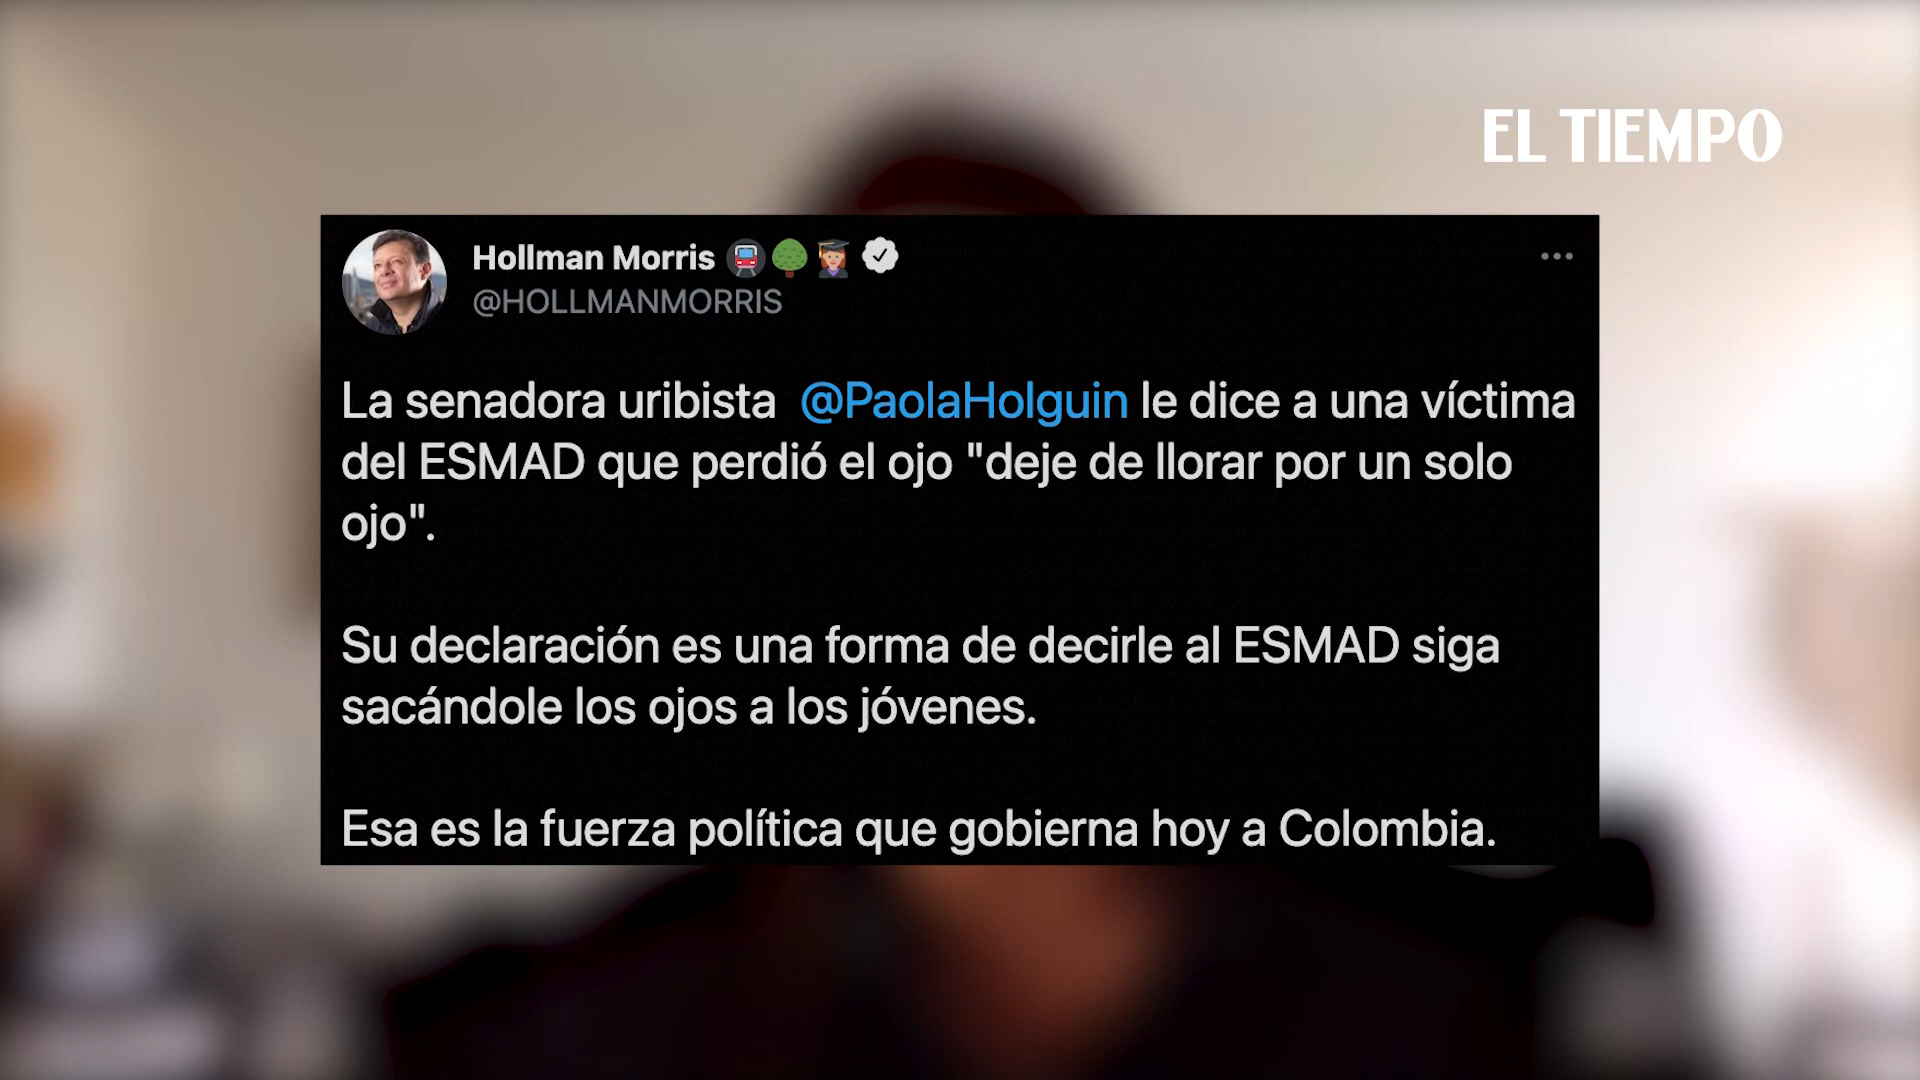 EL TIEMPO
Hollman Morris
@HOLLMANMORRIS
La senadora uribista @PaolaHolguin le dice a una víctima
del ESMAD que perdió el ojo "deje de llorar por un solo
ojo".
Su declaración es una forma de decirle al ESMAD siga
sacándole los ojos a los jóvenes.
Esa es la fuerza política que gobierna hoy a Colombia.